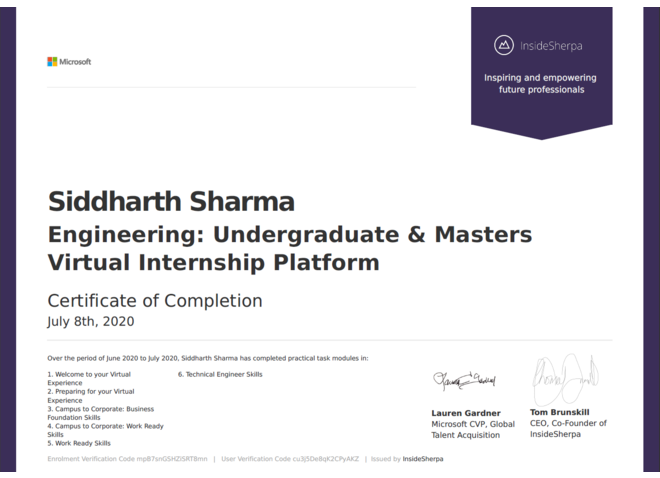 Microsoft
InsideSherpa
Inspiring and empowering
future professionals
Siddharth Sharma
Engineering: Undergraduate & Masters
Virtual Internship Platform
Certificate of Completion
July 8th, 2020
Over the period of June 2020 to July 2020, Siddharth Sharma has completed practical task modules in:
1. Welcome to your Virtual
Experience
2. Preparing for your Virtual
Experience
3. Campus to Corporate: Business
Foundation Skills
4. Campus to Corporate: Work Ready
Skills
5. Work Ready Skills
6. Technical Engineer Skills
Lauren Gardner
Microsoft CVP, Global
Talent Acquisition
Tom Brunskill
CEO, Co-Founder of
InsideSherpa
Enrolment Verification Code mpB7snGSHZiSRTBmn | User Verification Code cu3J5DeBqK2CPyAKZ | Issued by InsideSherpa